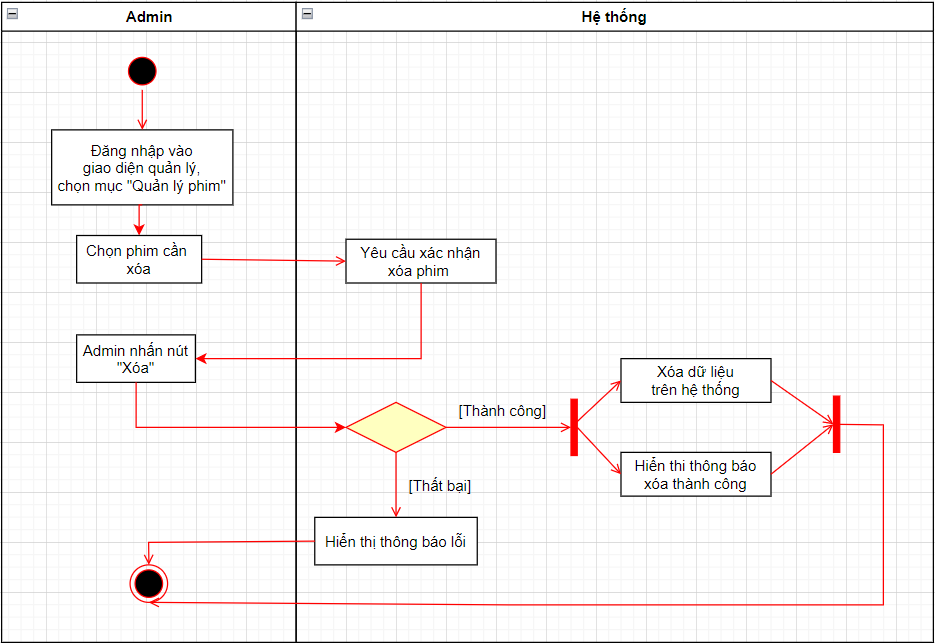 Admin
Hệ thống
Đăng nhập vào
giao diện quản lý,
chọn mục "Quản lý phim"
Chọn phim cần
xóa
Yêu cầu xác nhận
xóa phim
Admin nhấn nút
"Xóa"
[Thành công]
Xóa dữ liệu
trên hệ thống
Hiển thi thông báo
xóa thành công
[Thất bại]
Hiển thị thông báo lỗi